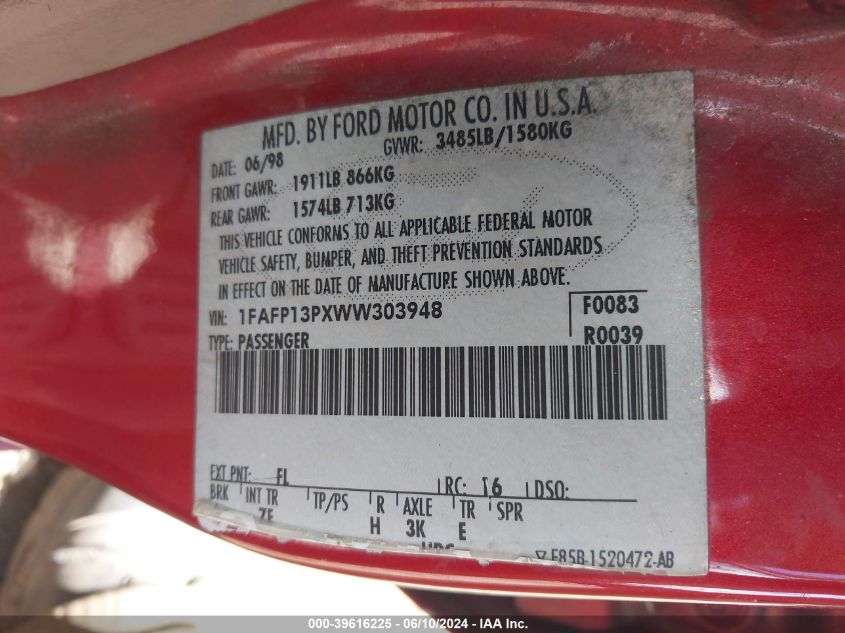 MFD. BY FORD MOTOR CO. IN U.S.A.
DATE: 06/98 GVWR: 3485LB/1580KG
FRONT GAWR: 1911LB 866KG
REAR GAWR: 1574LB 713KG
THIS VEHICLE CONFORMS TO ALL APPLICABLE FEDERAL MOTOR
VEHICLE SAFETY, BUMPER, AND THEFT PREVENTION STANDARDS
IN EFFECT ON THE DATE OF MANUFACTURE SHOWN ABOVE.
VIN: 1FAFP13PXWW303948 F0083
TYPE: PASSENGER R0039
EXT PNT: FL RC: 16 DSO:
BRK INT TR TP/PS R AXLE TR SPR
7F H 3K E
F85B 1520472-AB
000-39616225 - 06/10/2024 - IAA Inc.